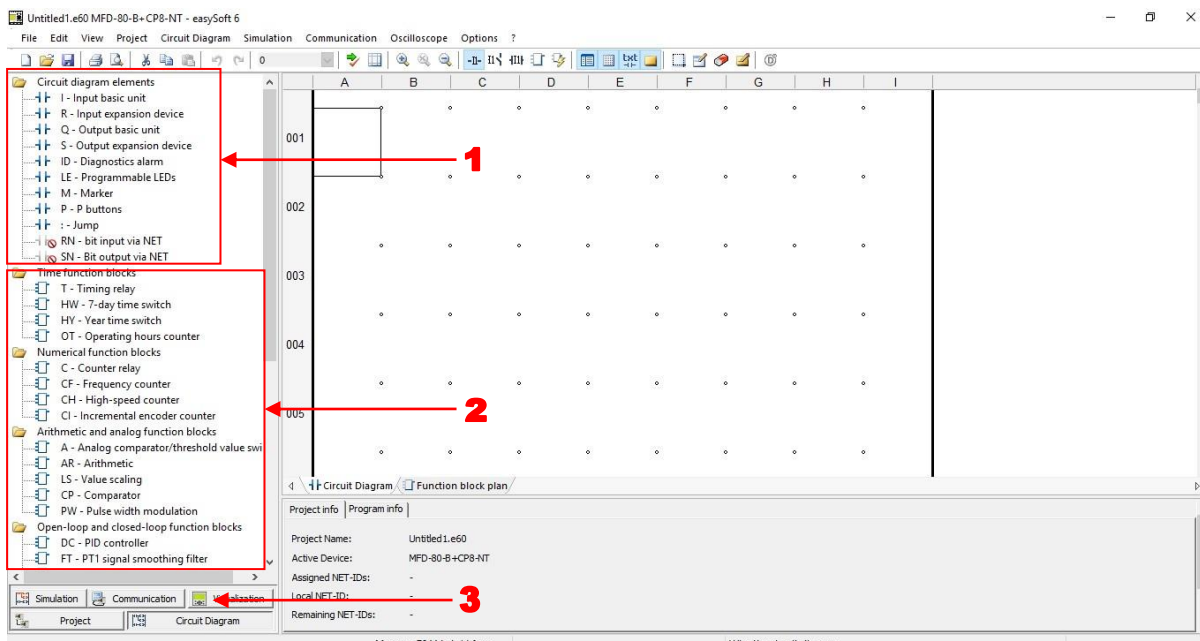 Untitled1.e60 MFD-80-B+CP8-NT - easySoft 6
File Edit View Project Circuit Diagram Simulation Communication Oscilloscope Options ?
0
txt
Circuit diagram elements
I - Input basic unit
R - Input expansion device
Q - Output basic unit
S - Output expansion device
ID - Diagnostics alarm
LE - Programmable LEDs
M - Marker
P - P buttons
: - Jump
RN - bit input via NET
SN - Bit output via NET
Time function blocks
T - Timing relay
HW - 7-day time switch
HY - Year time switch
OT - Operating hours counter
Numerical function blocks
C - Counter relay
CF - Frequency counter
CH - High-speed counter
CI - Incremental encoder counter
Arithmetic and analog function blocks
A - Analog comparator/threshold value swi
AR - Arithmetic
LS - Value scaling
CP - Comparator
PW - Pulse width modulation
Open-loop and closed-loop function blocks
DC - PID controller
FT - PT1 signal smoothing filter
Simulation Communication
Project Circuit Diagram
A B C D E F G H I
001
002
003
004
005
1
2
3
Circuit Diagram Function block plan
Project info Program info
Project Name: Untitled1.e60
Active Device: MFD-80-B+CP8-NT
Assigned NET-IDs: -
Local NET-ID: -
Remaining NET-IDs: -